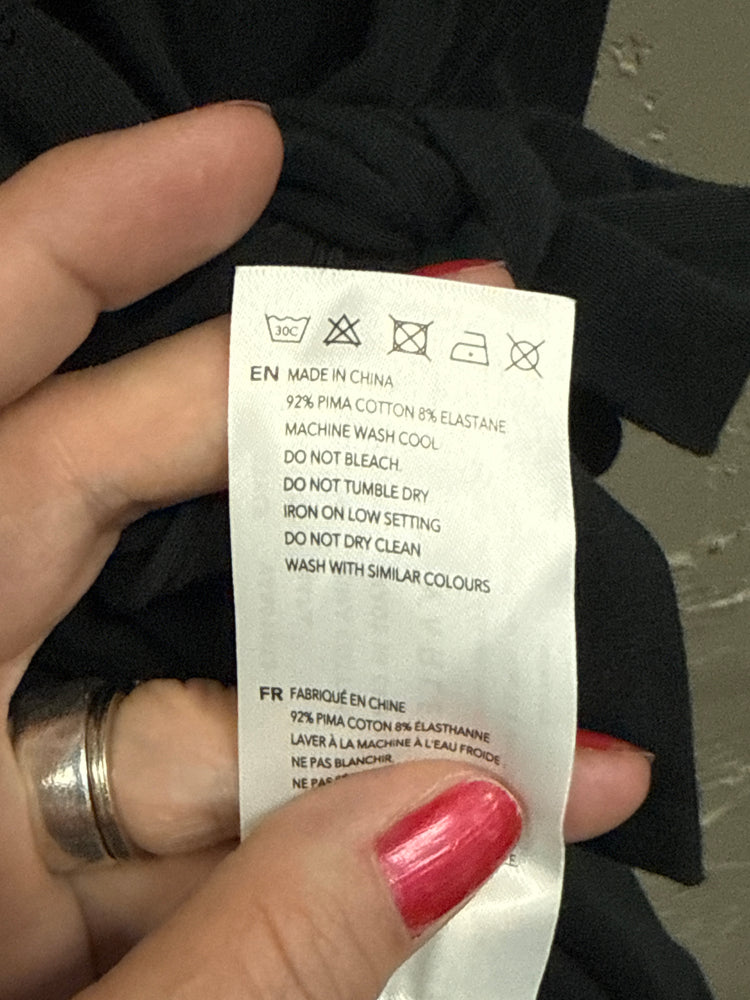 30C
EN MADE IN CHINA
92% PIMA COTTON 8% ELASTANE
MACHINE WASH COOL
DO NOT BLEACH.
DO NOT TUMBLE DRY
IRON ON LOW SETTING
DO NOT DRY CLEAN
WASH WITH SIMILAR COLOURS
FR FABRIQUÉ EN CHINE
92% PIMA COTON 8% ÉLASTHANNE
LAVER À LA MACHINE À L'EAU FROIDE
NE PAS BLANCHIR.
NE PAS